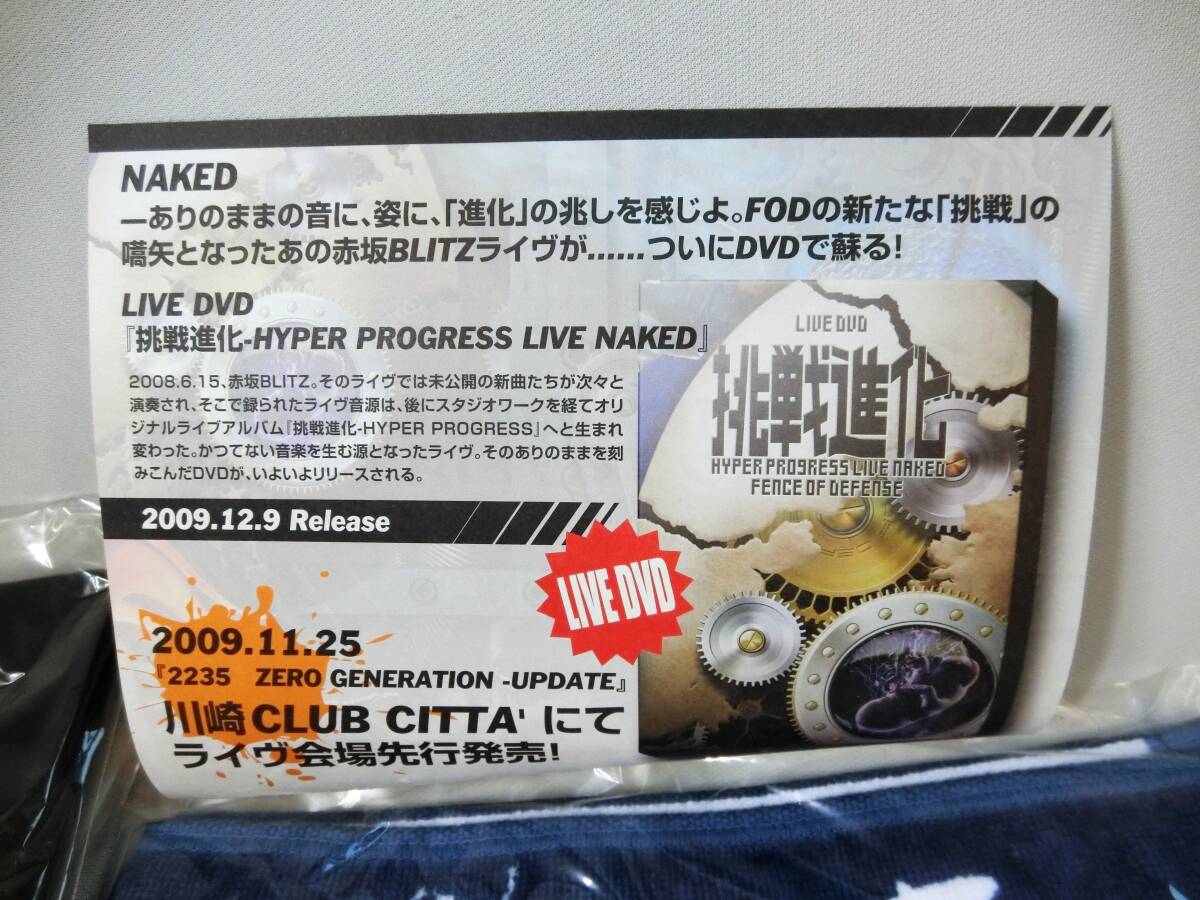 NAKED
—ありのままの音に、姿に、「進化」の兆しを感じよ。FODの新たな「挑戦」の
嚆矢となったあの赤坂BLITZライヴが……ついにDVDで蘇る!
LIVE DVD
『挑戦進化-HYPER PROGRESS LIVE NAKED』
2008.6.15、赤坂BLITZ。そのライヴでは未公開の新曲たちが次々と
演奏され、そこで録られたライヴ音源は、後にスタジオワークを経てオリ
ジナルライブアルバム『挑戦進化-HYPER PROGRESS』へと生まれ
変わった。かつてない音楽を生む源となったライヴ。そのありのままを刻
みこんだDVDが、いよいよリリースされる。
2009.12.9 Release
LIVE DVD
2009.11.25
『2235 ZERO GENERATION -UPDATE』
川崎 CLUB CITTA' にて
ライヴ会場先行発売!
LIVE DVD
挑戦進化
HYPER PROGRESS LIVE NAKED
FENCE OF DEFENSE